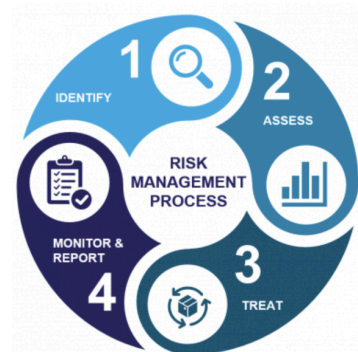 1
IDENTIFY
2
ASSESS
RISK
MANAGEMENT
PROCESS
3
TREAT
MONITOR &
REPORT
4